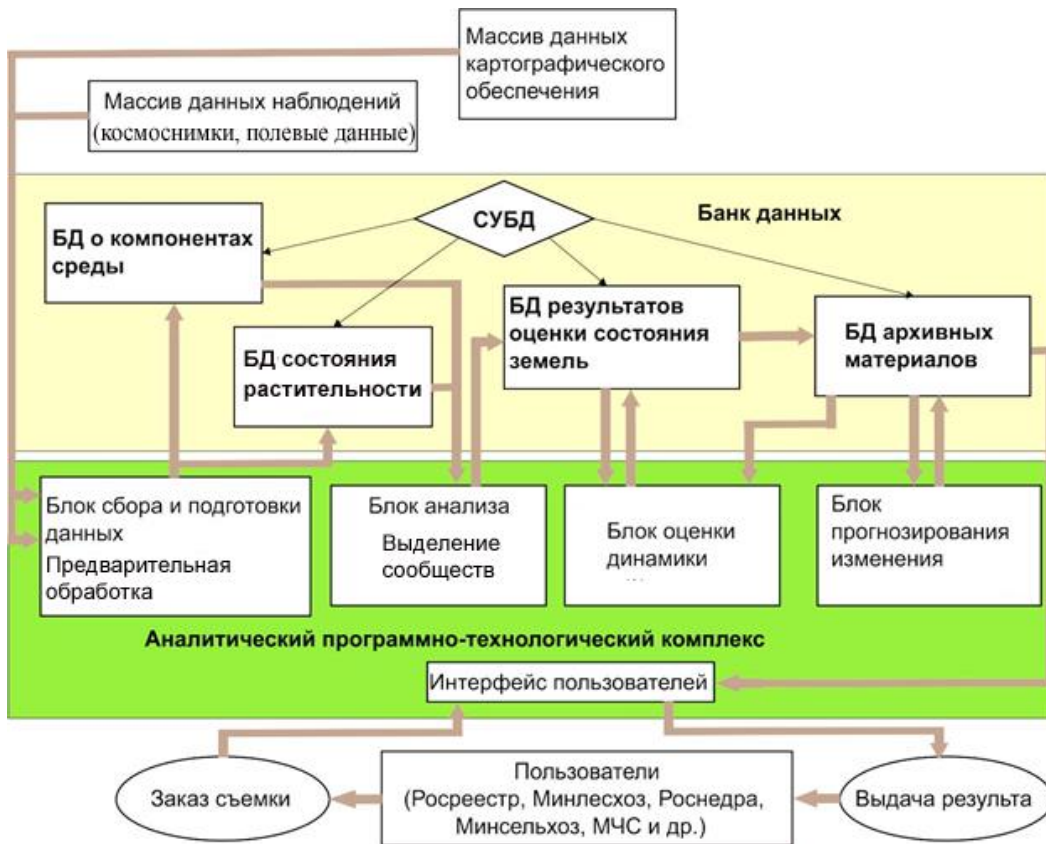 Массив данных
картографического
обеспечения
Массив данных наблюдений
(космоснимки, полевые данные)
СУБД
Банк данных
БД о компонентах
среды
БД состояния
растительности
БД результатов
оценки состояния
земель
БД архивных
материалов
Блок сбора и подготовки
данных
Предварительная
обработка
Блок анализа
Выделение
сообществ
Блок оценки
динамики
Блок
прогнозирования
изменения
Аналитический программно-технологический комплекс
Интерфейс пользователей
Заказ съемки
Пользователи
(Росреестр, Минлесхоз, Роснедра,
Минсельхоз, МЧС и др.)
Выдача результа